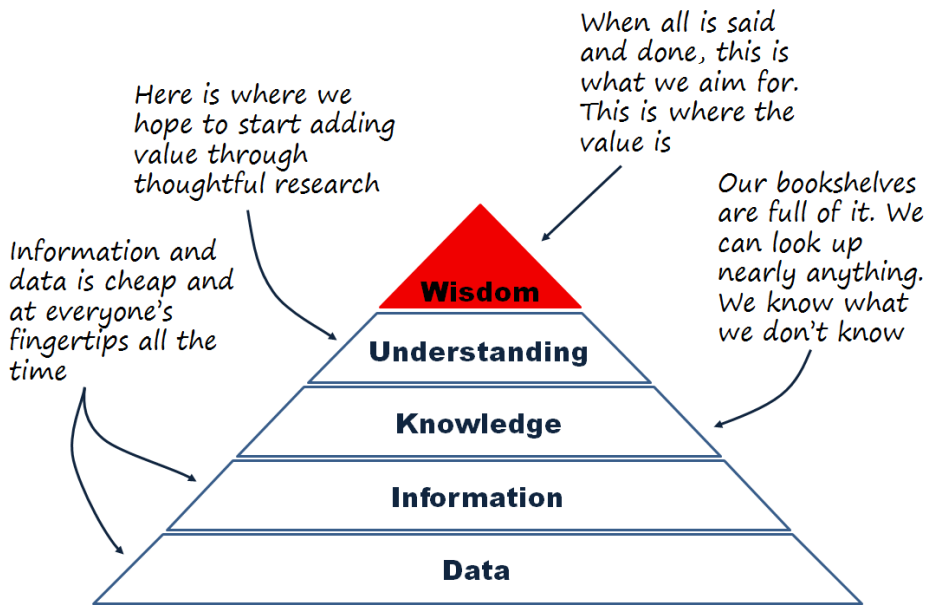 When all is said
and done, this is
what we aim for.
This is where the
value is
Here is where we
hope to start adding
value through
thoughtful research
Our bookshelves
are full of it. We
can look up
nearly anything.
We know what
we don't know
Information and
data is cheap and
at everyone's
fingertips all the
time
Wisdom
Understanding
Knowledge
Information
Data